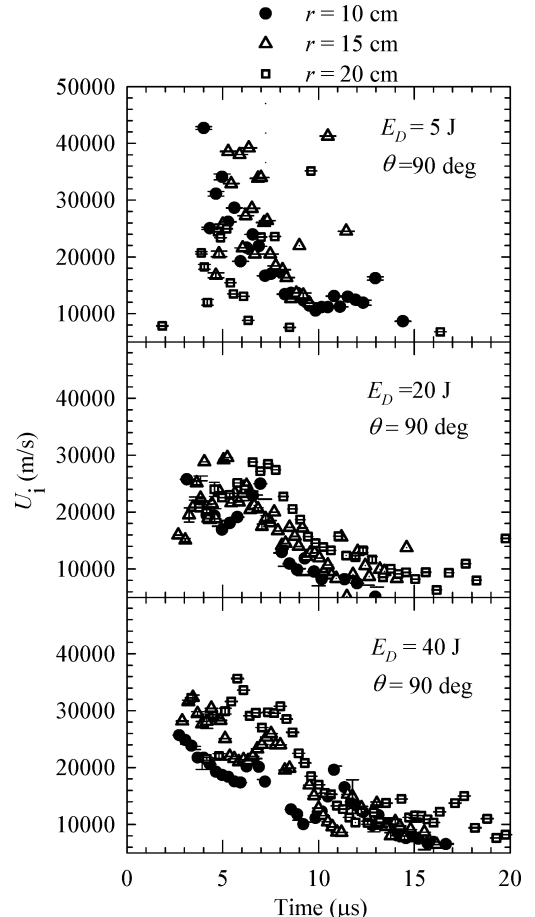 r = 10 cm
r = 15 cm
r = 20 cm
50000
40000
30000
20000
10000
E_D = 5 J
θ =90 deg
40000
30000
20000
10000
E_D =20 J
θ = 90 deg
U_i (m/s)
40000
30000
20000
10000
E_D = 40 J
θ = 90 deg
0 5 10 15 20
Time (μs)